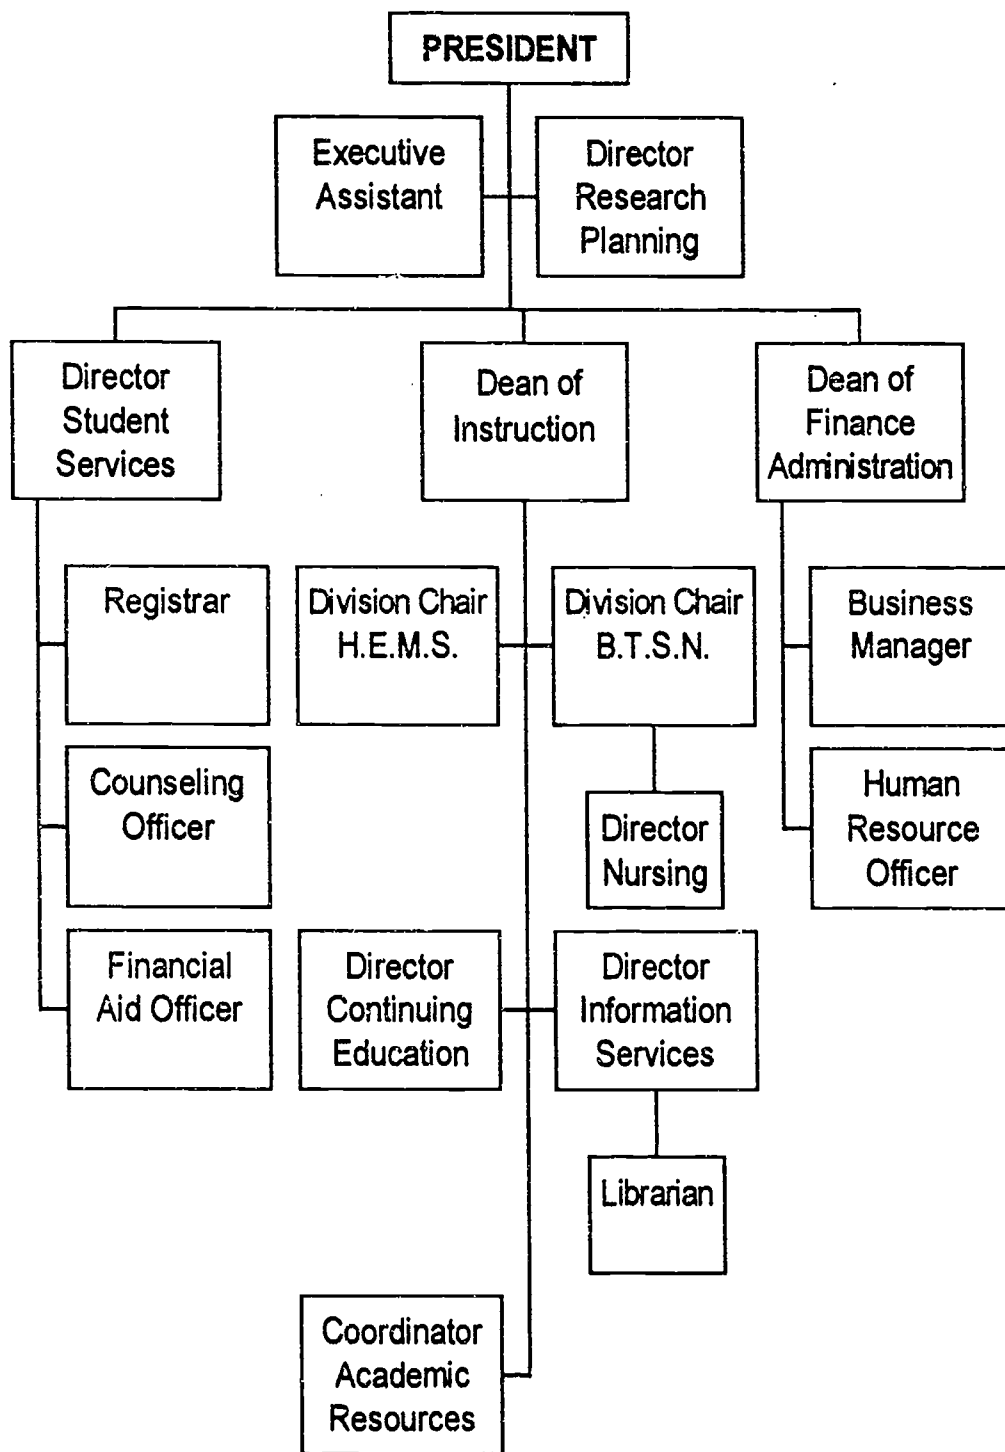 PRESIDENT
Executive
Assistant
Director
Research
Planning
Director
Student
Services
Dean of
Instruction
Dean of
Finance
Administration
Registrar
Division Chair
H.E.M.S.
Division Chair
B.T.S.N.
Business
Manager
Counseling
Officer
Director
Nursing
Human
Resource
Officer
Financial
Aid Officer
Director
Continuing
Education
Director
Information
Services
Librarian
Coordinator
Academic
Resources